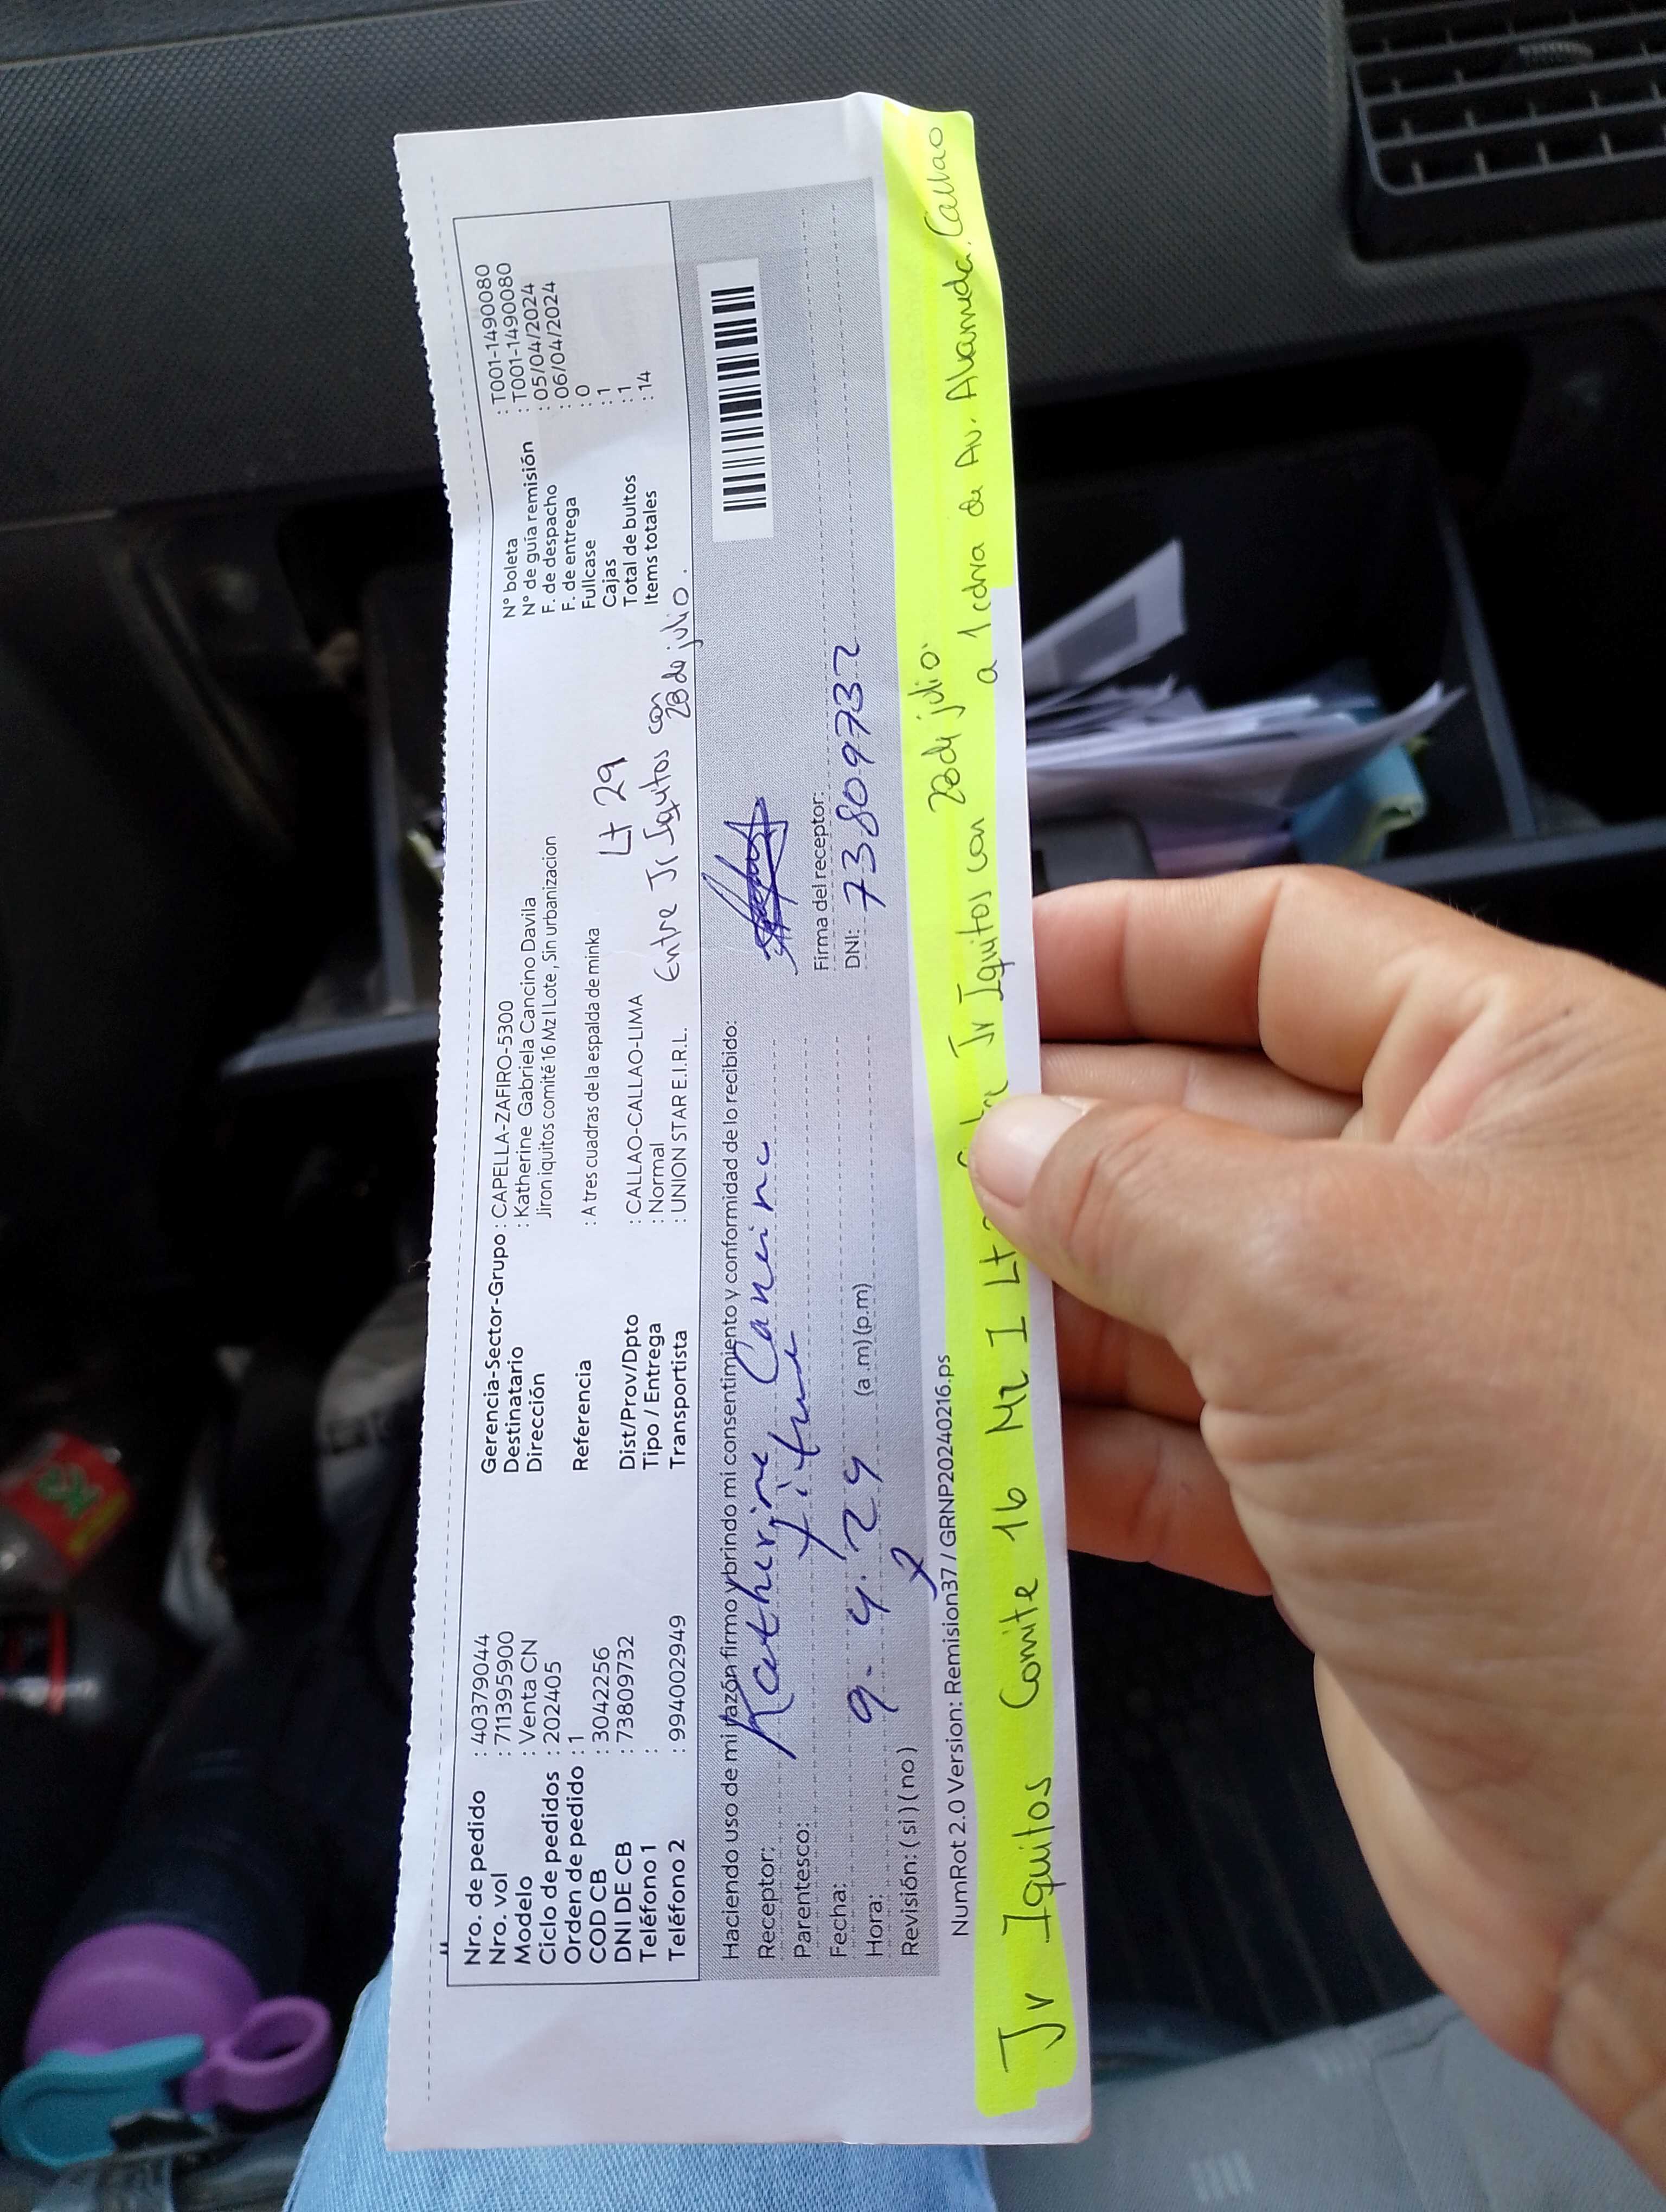 Nro. de pedido : 40379044
Nro. vol : 711395900
Modelo : Venta CN
Ciclo de pedidos : 202405
Orden de pedido : 1
COD CB : 3042256
DNI DE CB : 73809732
Teléfono 1 :
Teléfono 2 : 994002949
Gerencia-Sector-Grupo : CAPELLA-ZAFIRO-5300
Destinatario : Katherine Gabriela Cancino Davila
Dirección Jiron iquitos comité 16 Mz I Lote , Sin urbanizacion
Referencia : A tres cuadras de la espalda de minka
Lt 29
Dist/Prov/Dpto : CALLAO-CALLAO-LIMA
Tipo / Entrega : Normal
Transportista : UNION STAR E.I.R.L.
Entre Jr Iquitos con
28 de julio.
N° boleta : T001-1490080
N° de guía remisión : T001-1490080
F. de despacho : 05/04/2024
F. de entrega : 06/04/2024
Fullcase : 0
Cajas : 1
Total de bultos : 1
Items totales : 14
Haciendo uso de mi razón firmo y brindo mi consentimiento y conformidad de lo recibido:
Receptor: Katherine Cancino
Parentesco:
Fecha: 9. 4. 24
Hora: (a .m) (p.m)
Revisión: ( si ) ( no )
Firma del receptor:
DNI: 73809732
NumRot 2.0 Version: Remision37 / GRNP20240216.ps
28 de julio.
Jr Iquitos Comite 16 Mz I Lt Jr Iquitos con a 1 cdra de Av. Alameda. Callao